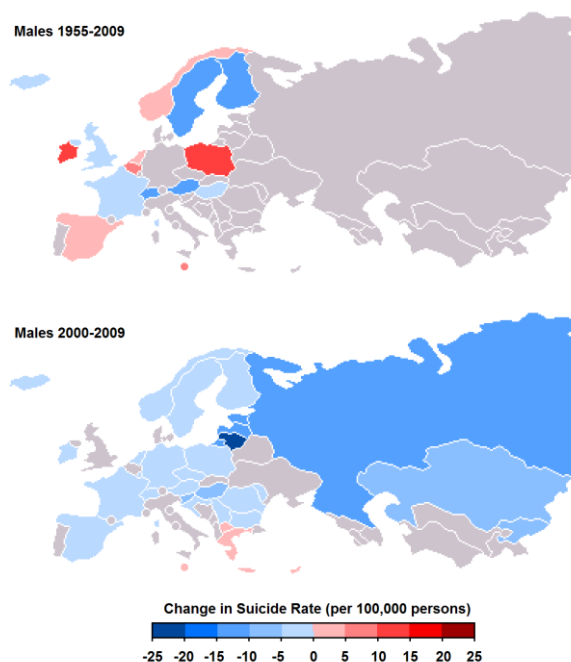 Males 1955-2009
Males 2000-2009
Change in Suicide Rate (per 100,000 persons)
-25 -20 -15 -10 -5 0 5 10 15 20 25